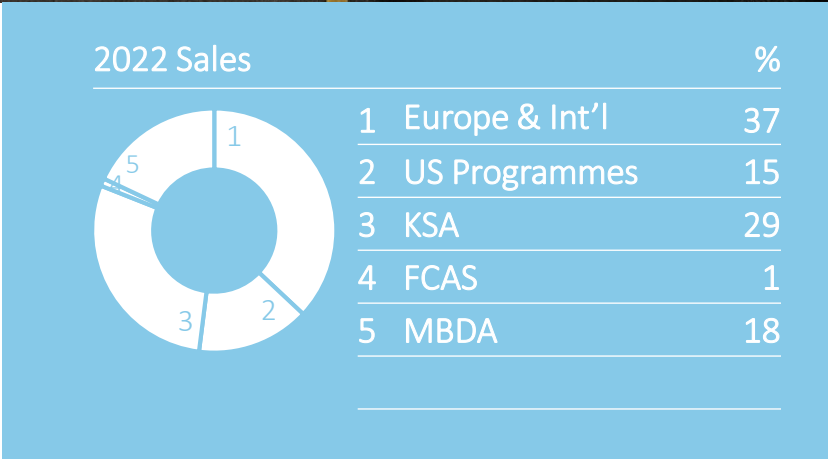 2022 Sales %
1 Europe & Int’l 37
2 US Programmes 15
3 KSA 29
4 FCAS 1
5 MBDA 18
1
5
4
2
3